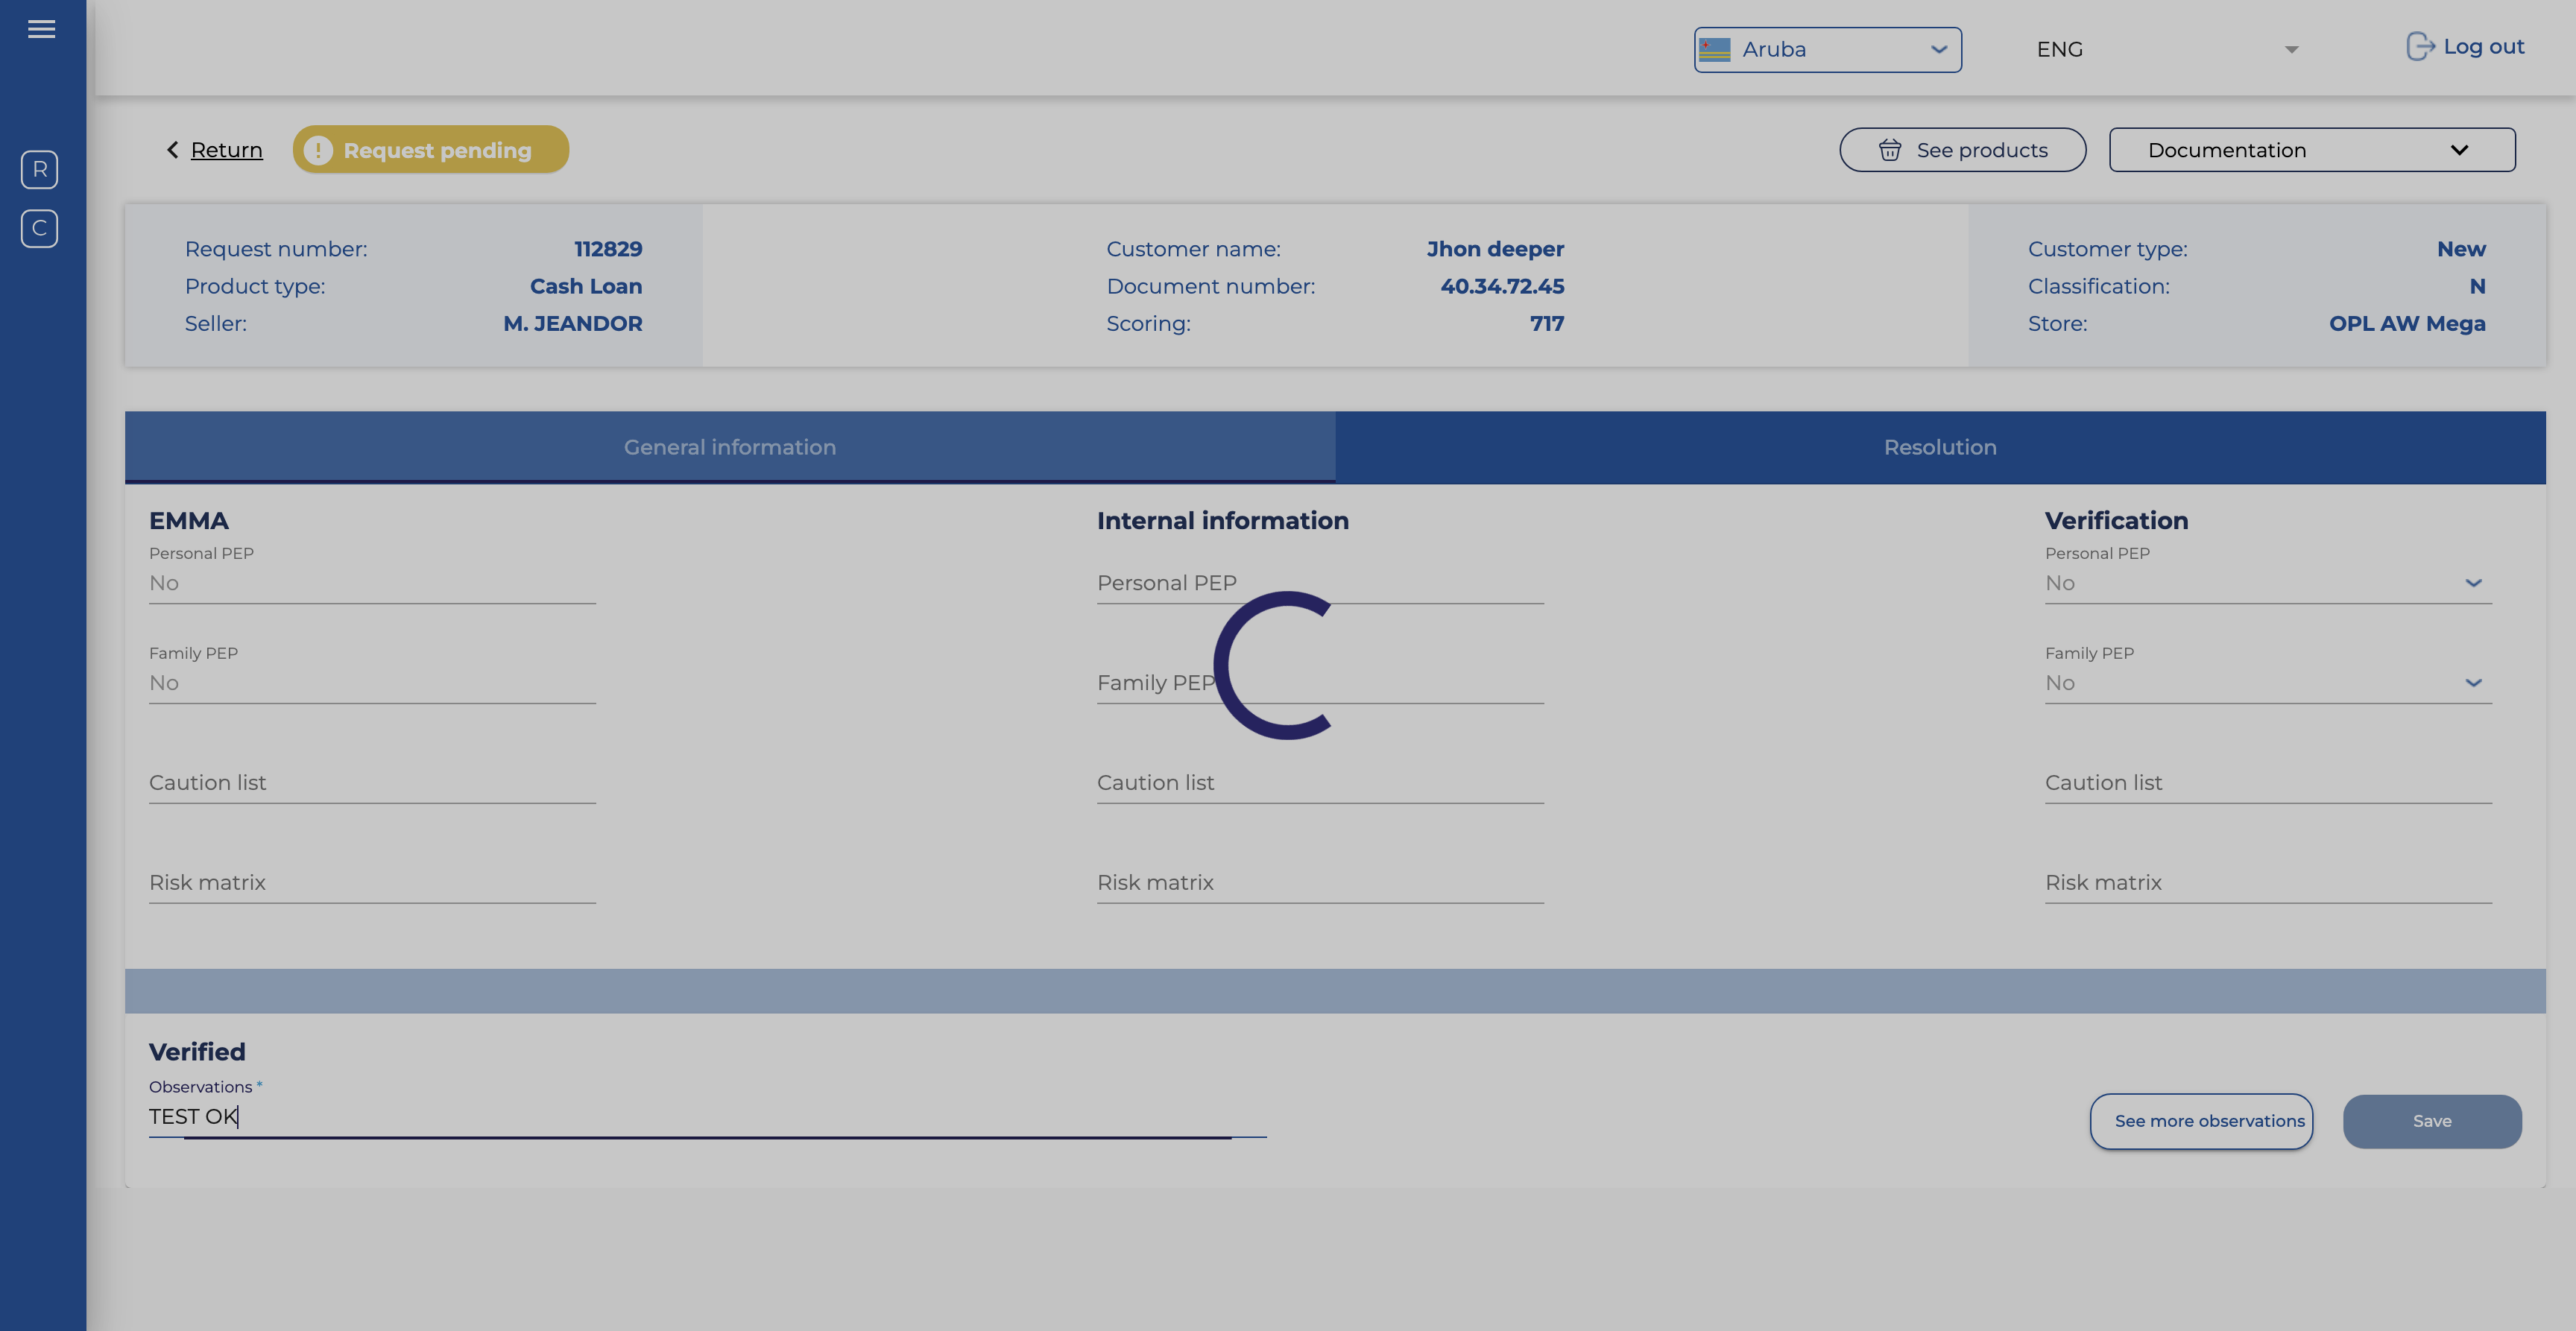 Aruba
ENG
Log out
R
C
Return
Request pending
See products
Documentation
Request number: 112829
Product type: Cash Loan
Seller: M. JEANDOR
Customer name: Jhon deeper
Document number: 40.34.72.45
Scoring: 717
Customer type: New
Classification: N
Store: OPL AW Mega
General information
Resolution
EMMA
Personal PEP
No
Family PEP
No
Caution list
Risk matrix
Internal information
Personal PEP
Family PEP
Caution list
Risk matrix
Verification
Personal PEP
No
Family PEP
No
Caution list
Risk matrix
Verified
Observations *
TEST OK
See more observations
Save